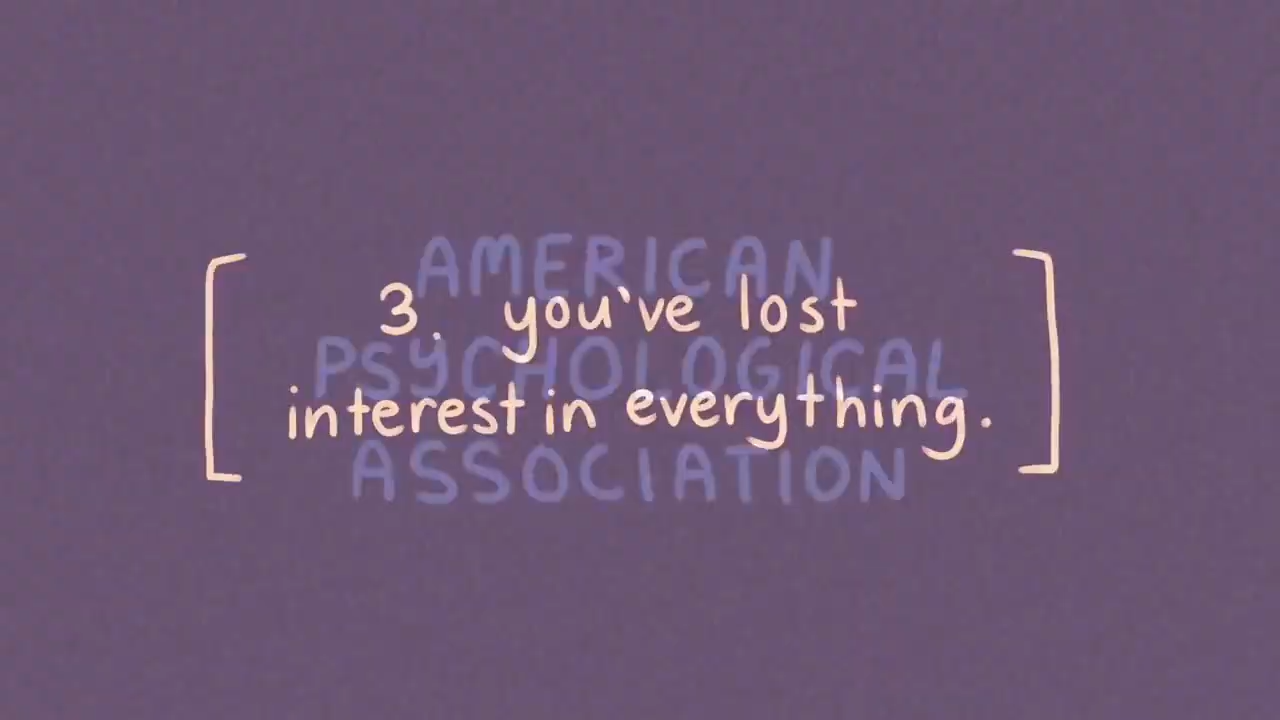 AMERICAN
3. you've lost
PSYCHOLOGICAL
interest in everything.
ASSOCIATION